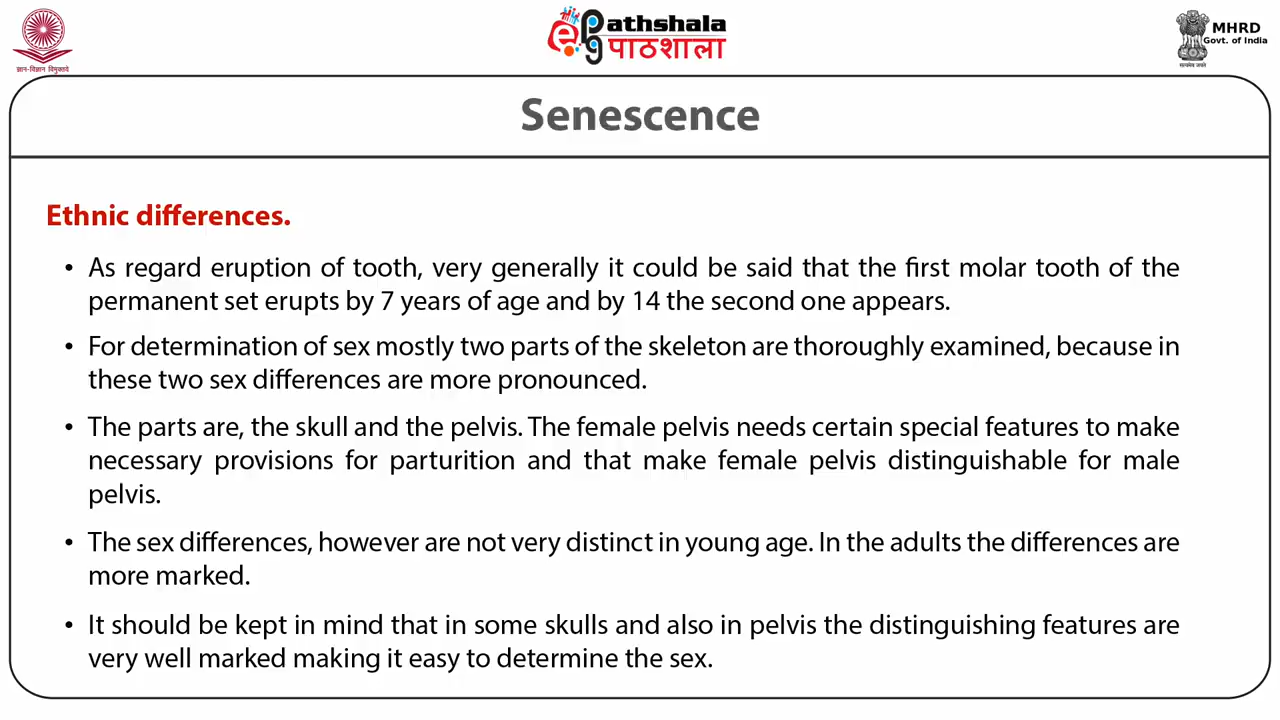 ज्ञान-विज्ञान विमुक्तये
ePg Pathshala
पाठशाला
MHRD
Govt. of India
सत्यमेव जयते
Senescence
Ethnic differences.
• As regard eruption of tooth, very generally it could be said that the first molar tooth of the
permanent set erupts by 7 years of age and by 14 the second one appears.
• For determination of sex mostly two parts of the skeleton are thoroughly examined, because in
these two sex differences are more pronounced.
• The parts are, the skull and the pelvis. The female pelvis needs certain special features to make
necessary provisions for parturition and that make female pelvis distinguishable for male
pelvis.
• The sex differences, however are not very distinct in young age. In the adults the differences are
more marked.
• It should be kept in mind that in some skulls and also in pelvis the distinguishing features are
very well marked making it easy to determine the sex.